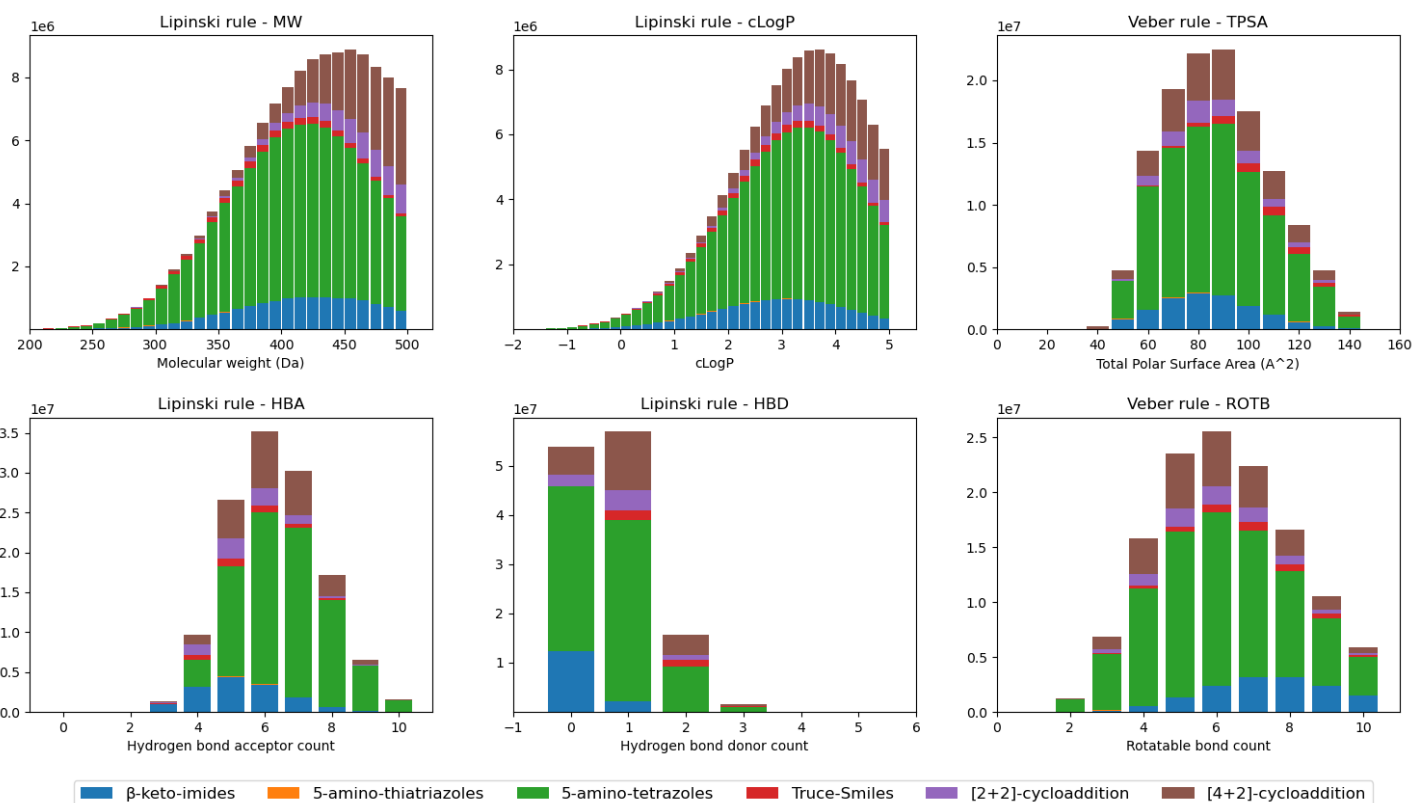 Lipinski rule - MW
1e6
8
6
4
2
200 250 300 350 400 450 500
Molecular weight (Da)
Lipinski rule - cLogP
1e6
8
6
4
2
−2 −1 0 1 2 3 4 5
cLogP
Veber rule - TPSA
1e7
2.0
1.5
1.0
0.5
0.0
0 20 40 60 80 100 120 140 160
Total Polar Surface Area (A^2)
Lipinski rule - HBA
1e7
3.5
3.0
2.5
2.0
1.5
1.0
0.5
0.0
0 2 4 6 8 10
Hydrogen bond acceptor count
Lipinski rule - HBD
1e7
5
4
3
2
1
−1 0 1 2 3 4 5 6
Hydrogen bond donor count
Veber rule - ROTB
1e7
2.5
2.0
1.5
1.0
0.5
0.0
0 2 4 6 8 10
Rotatable bond count
β-keto-imides 5-amino-thiatriazoles 5-amino-tetrazoles Truce-Smiles [2+2]-cycloaddition [4+2]-cycloaddition